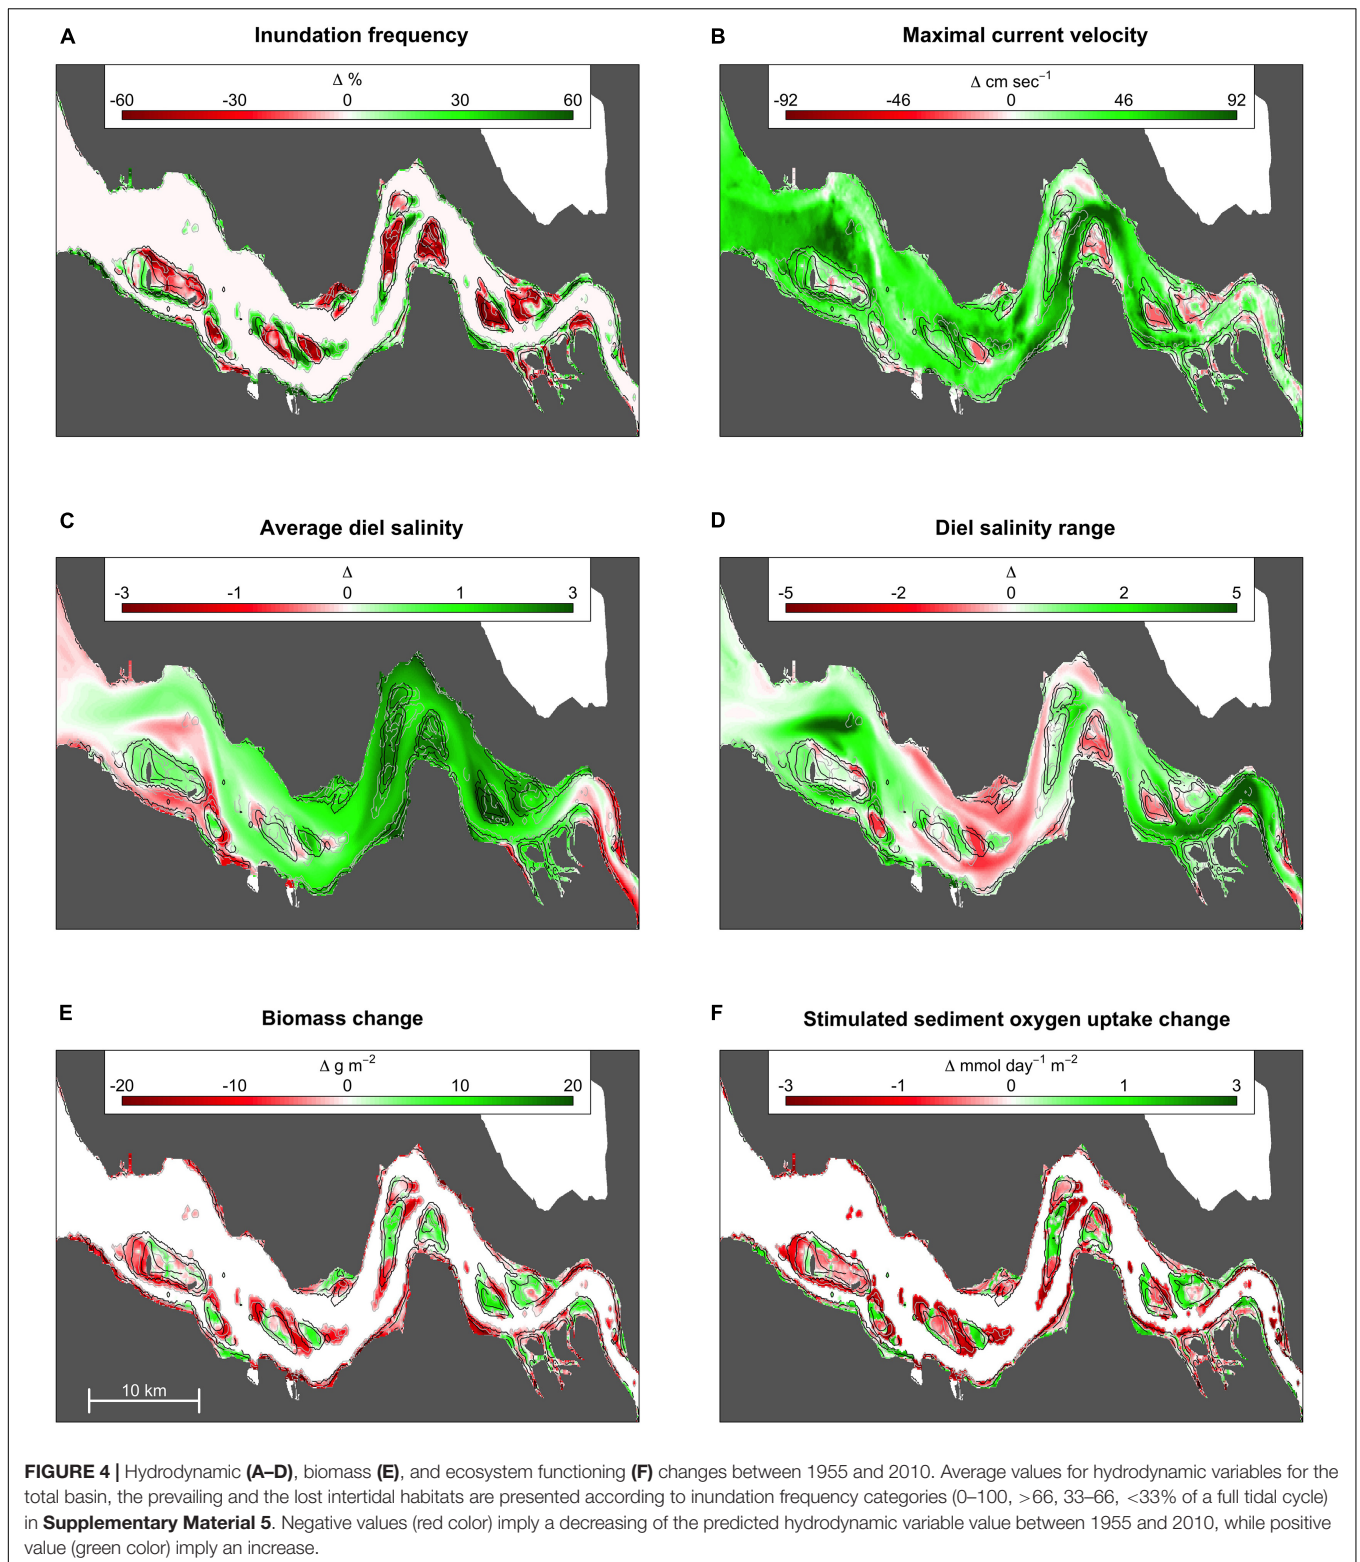 A Inundation frequency
Δ %
-60 -30 0 30 60
B Maximal current velocity
Δ cm sec⁻¹
-92 -46 0 46 92
C Average diel salinity
Δ
-3 -1 0 1 3
D Diel salinity range
Δ
-5 -2 0 2 5
E Biomass change
Δ g m⁻²
-20 -10 0 10 20
10 km
F Stimulated sediment oxygen uptake change
Δ mmol day⁻¹ m⁻²
-3 -1 0 1 3
FIGURE 4 | Hydrodynamic (A–D), biomass (E), and ecosystem functioning (F) changes between 1955 and 2010. Average values for hydrodynamic variables for the
total basin, the prevailing and the lost intertidal habitats are presented according to inundation frequency categories (0–100, >66, 33–66, <33% of a full tidal cycle)
in Supplementary Material 5. Negative values (red color) imply a decreasing of the predicted hydrodynamic variable value between 1955 and 2010, while positive
value (green color) imply an increase.